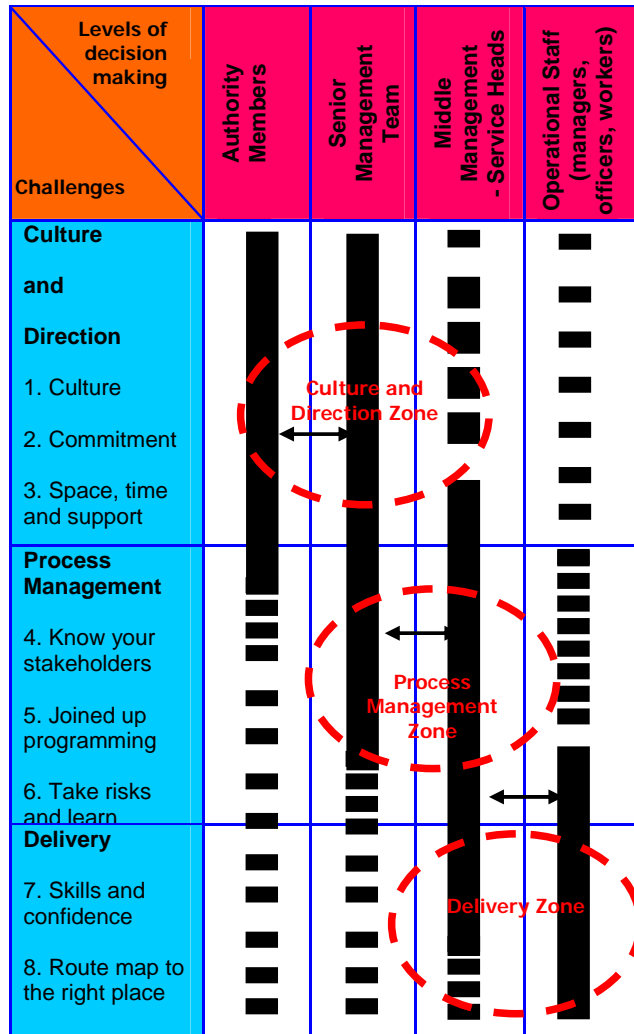 Levels of
decision
making
Challenges
Authority
Members
Senior
Management
Team
Middle
Management
- Service Heads
Operational Staff
(managers,
officers, workers)
Culture
and
Direction
1. Culture
2. Commitment
3. Space, time
and support
Culture and
Direction Zone
Process
Management
4. Know your
stakeholders
5. Joined up
programming
6. Take risks
and learn
Process
Management
Zone
Delivery
7. Skills and
confidence
8. Route map to
the right place
Delivery Zone